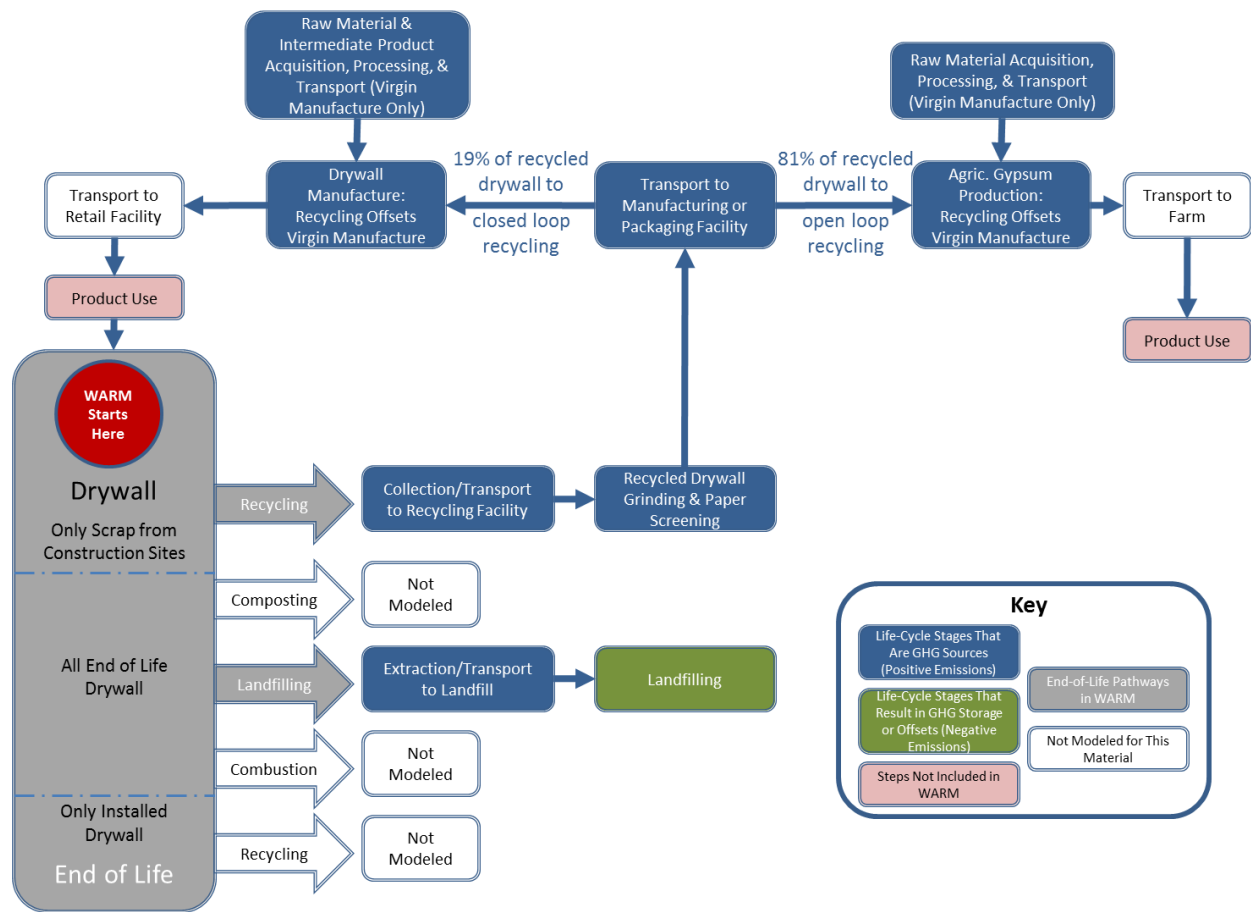 Raw Material &
Intermediate Product
Acquisition, Processing, &
Transport (Virgin
Manufacture Only)
Raw Material Acquisition,
Processing, & Transport
(Virgin Manufacture Only)
Transport to
Retail Facility
Drywall
Manufacture:
Recycling Offsets
Virgin Manufacture
19% of recycled
drywall to
closed loop
recycling
Transport to
Manufacturing or
Packaging Facility
81% of recycled
drywall to
open loop
recycling
Agric. Gypsum
Production:
Recycling Offsets
Virgin Manufacture
Transport to
Farm
Product Use
Product Use
WARM
Starts
Here
Drywall
Only Scrap from
Construction Sites
Recycling
Collection/Transport
to Recycling Facility
Recycled Drywall
Grinding & Paper
Screening
Composting
Not
Modeled
All End of Life
Drywall
Landfilling
Extraction/Transport
to Landfill
Landfilling
Combustion
Not
Modeled
Only Installed
Drywall
Recycling
Not
Modeled
End of Life
Key
Life-Cycle Stages That
Are GHG Sources
(Positive Emissions)
Life-Cycle Stages That
Result in GHG Storage
or Offsets (Negative
Emissions)
Steps Not Included in
WARM
End-of-Life Pathways
in WARM
Not Modeled for This
Material